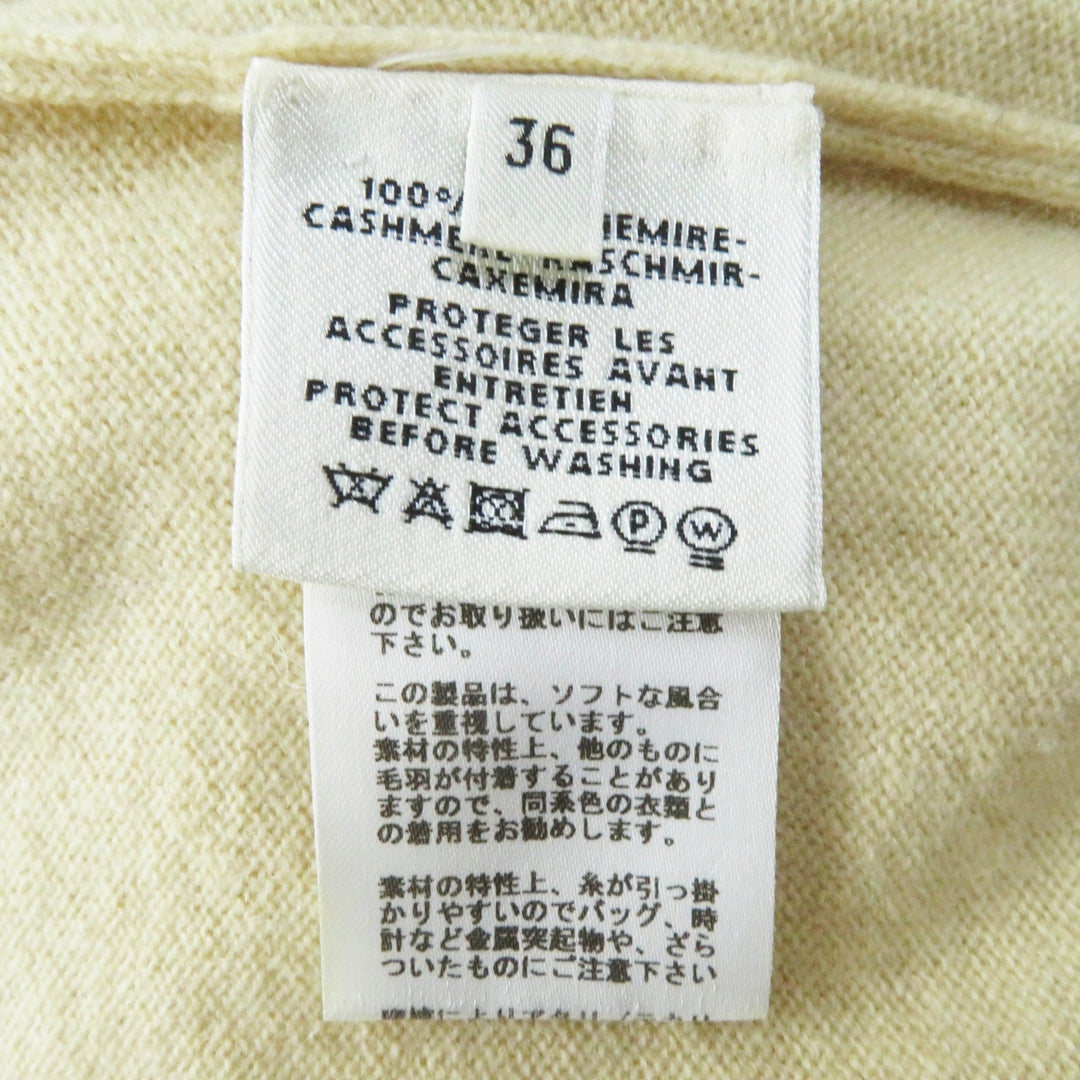 36
100%
CASHMERE
CAXEMIRA
PROTEGER LES
ACCESSOIRES AVANT
ENTRETIEN
PROTECT ACCESSORIES
BEFORE WASHING
P W
のでお取り扱いにはご注意
下さい。
この製品は、ソフトな風合
いを重視しています。
素材の特性上、他のものに
毛羽が付着することがあり
ますので、同系色の衣類と
の着用をお勧めします。
素材の特性上、糸が引っ掛
かりやすいのでバッグ、時
計など金属突起物や、ざら
ついたものにご注意下さい